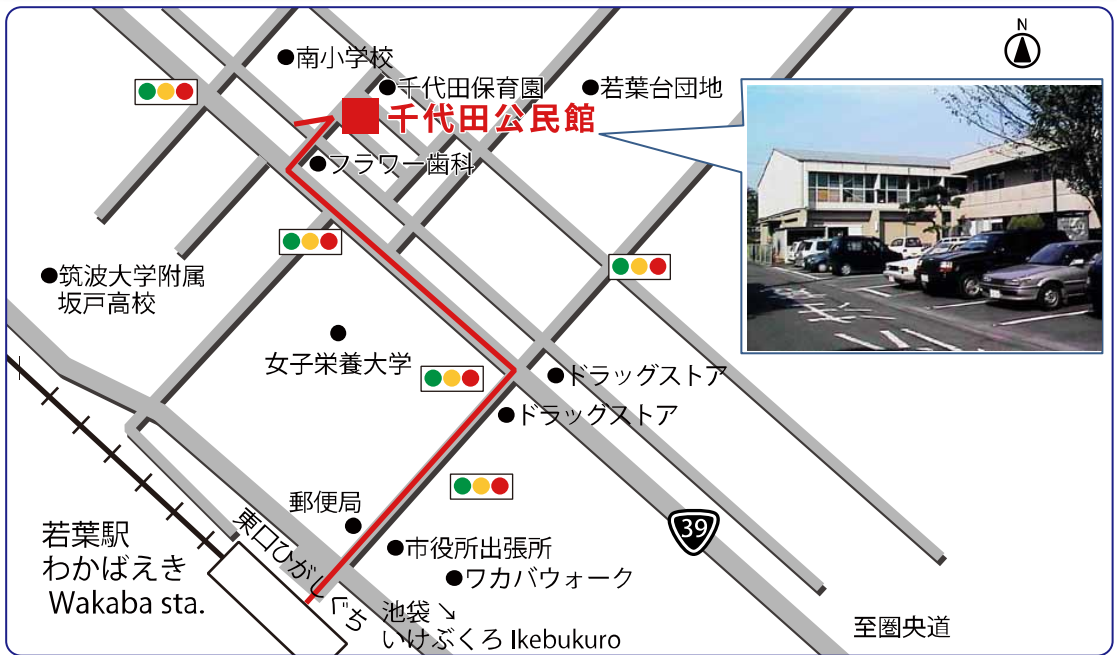 N
南小学校
千代田保育園
若葉台団地
千代田公民館
フラワー歯科
筑波大学附属
坂戸高校
女子栄養大学
ドラッグストア
ドラッグストア
郵便局
東口ひがしぐち
39
若葉駅
わかばえき
Wakaba sta.
市役所出張所
ワカバウォーク
池袋 ↘
いけぶくろ Ikebukuro
至圏央道